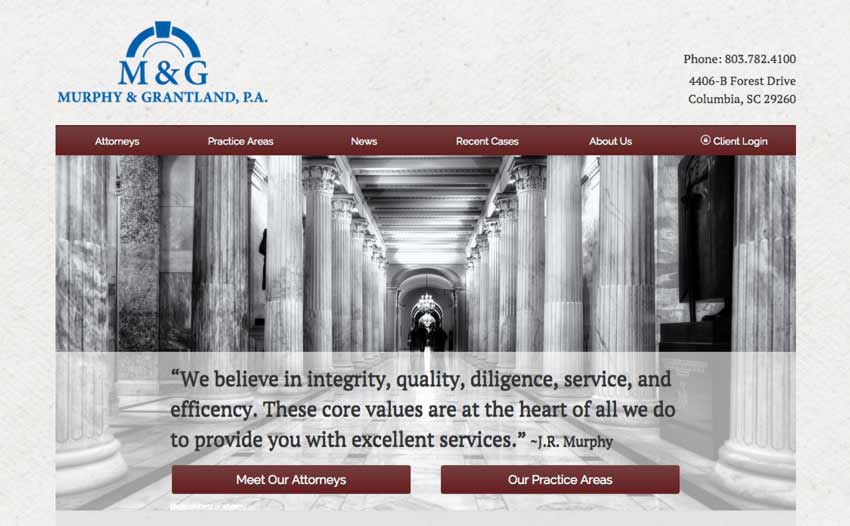 M & G
MURPHY & GRANTLAND, P.A.
Phone: 803.782.4100
4406-B Forest Drive
Columbia, SC 29260
Attorneys
Practice Areas
News
Recent Cases
About Us
Client Login
“We believe in integrity, quality, diligence, service, and
efficency. These core values are at the heart of all we do
to provide you with excellent services.” ~J.R. Murphy
Meet Our Attorneys
Our Practice Areas